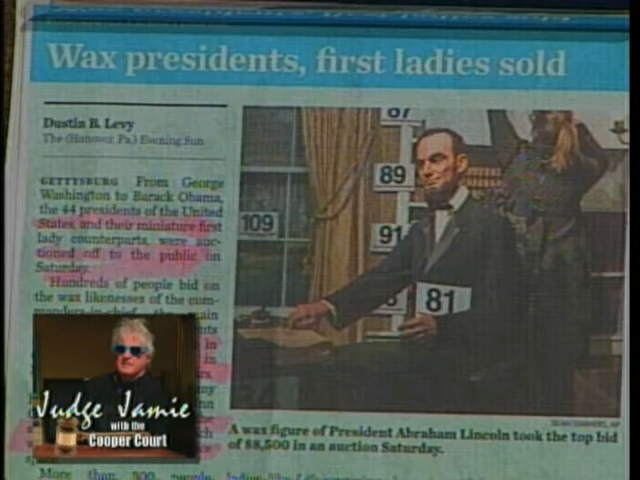 Wax presidents, first ladies sold
Dustin B. Levy
The (Hanover, Pa.) Evening Sun
GETTYSBURG From George
Washington to Barack Obama,
the 44 presidents of the United
States, and their miniature first
lady counterparts, were auc-
tioned off to the public on
Saturday.
Hundreds of people bid on
the wax likenesses of the com-
87
89
109
91
81
A wax figure of President Abraham Lincoln took the top bid
of $8,500 in an auction Saturday.
Judge Jamie
with the
Cooper Court
More than
people